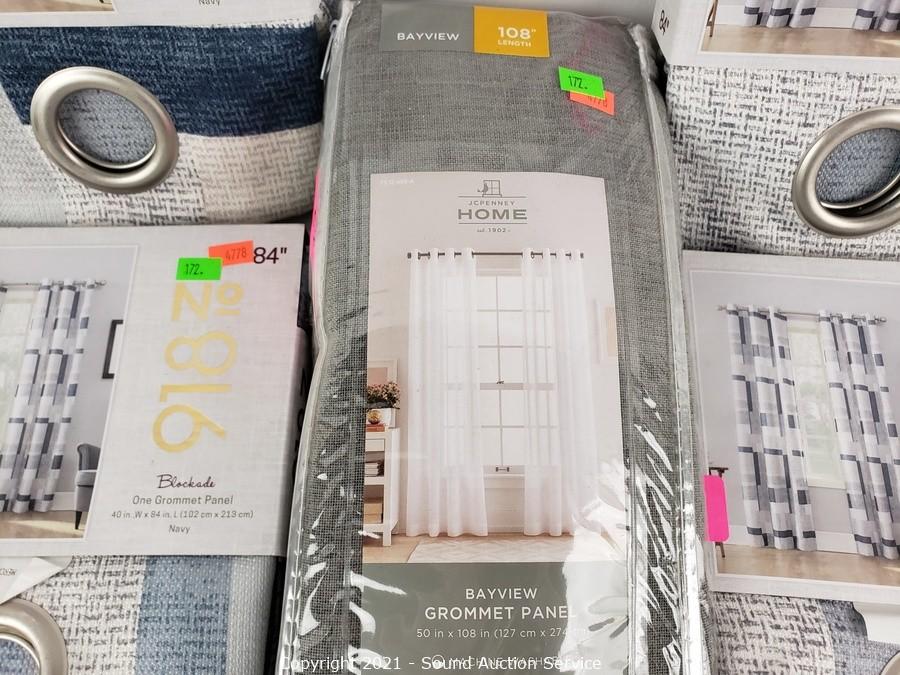 Navy
BAYVIEW
108"
LENGTH
84"
172.
4778
172.
4778
84"
No
918
Blockade
One Grommet Panel
40 in .W x 84 in. L (102 cm x 213 cm)
Navy
JCPENNEY
HOME
est. 1902
BAYVIEW
GROMMET PANEL
50 in x 108 in (127 cm x 274
Copyright 2021 - Sound Auction Service